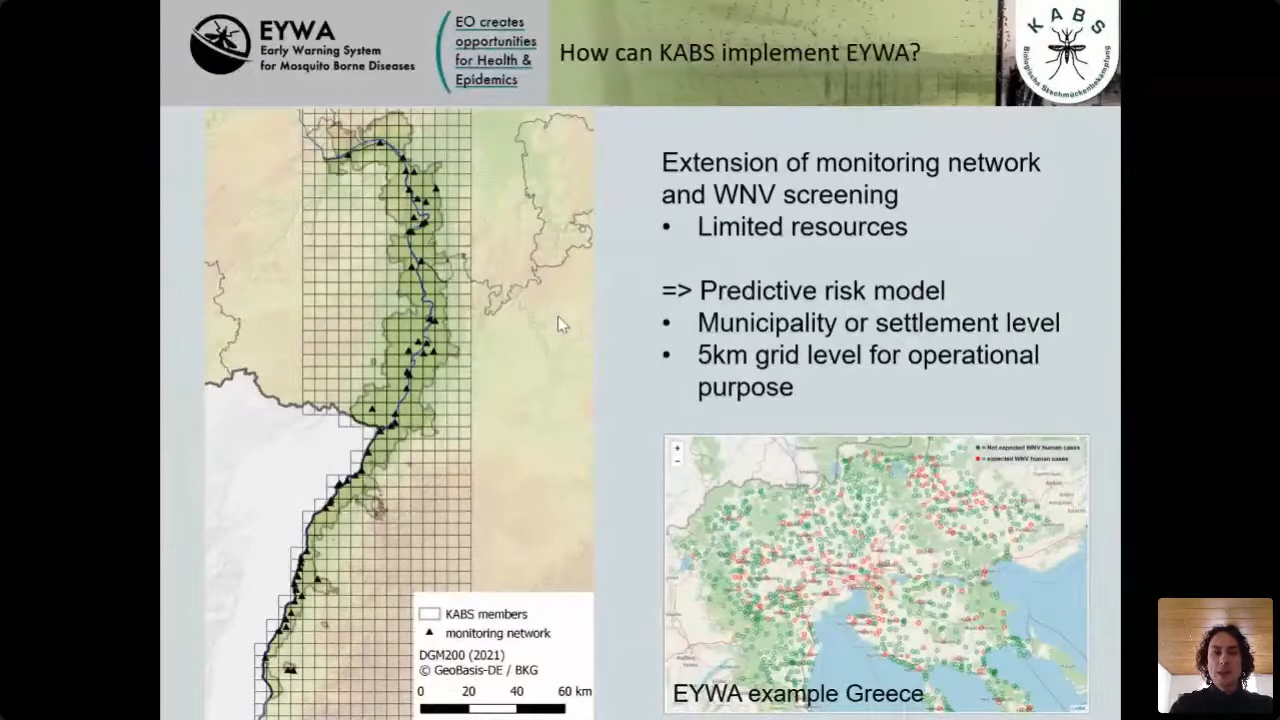 EYWA
Early Warning System
for Mosquito Borne Diseases
EO creates
opportunities
for Health &
Epidemics
How can KABS implement EYWA?
KABS
Biologische Stechmückenbekämpfung
Extension of monitoring network
and WNV screening
• Limited resources
=> Predictive risk model
• Municipality or settlement level
• 5km grid level for operational
purpose
KABS members
monitoring network
DGM200 (2021)
© GeoBasis-DE / BKG
0 20 40 60 km
+
−
= Not expected WNV human cases
= expected WNV human cases
EYWA example Greece